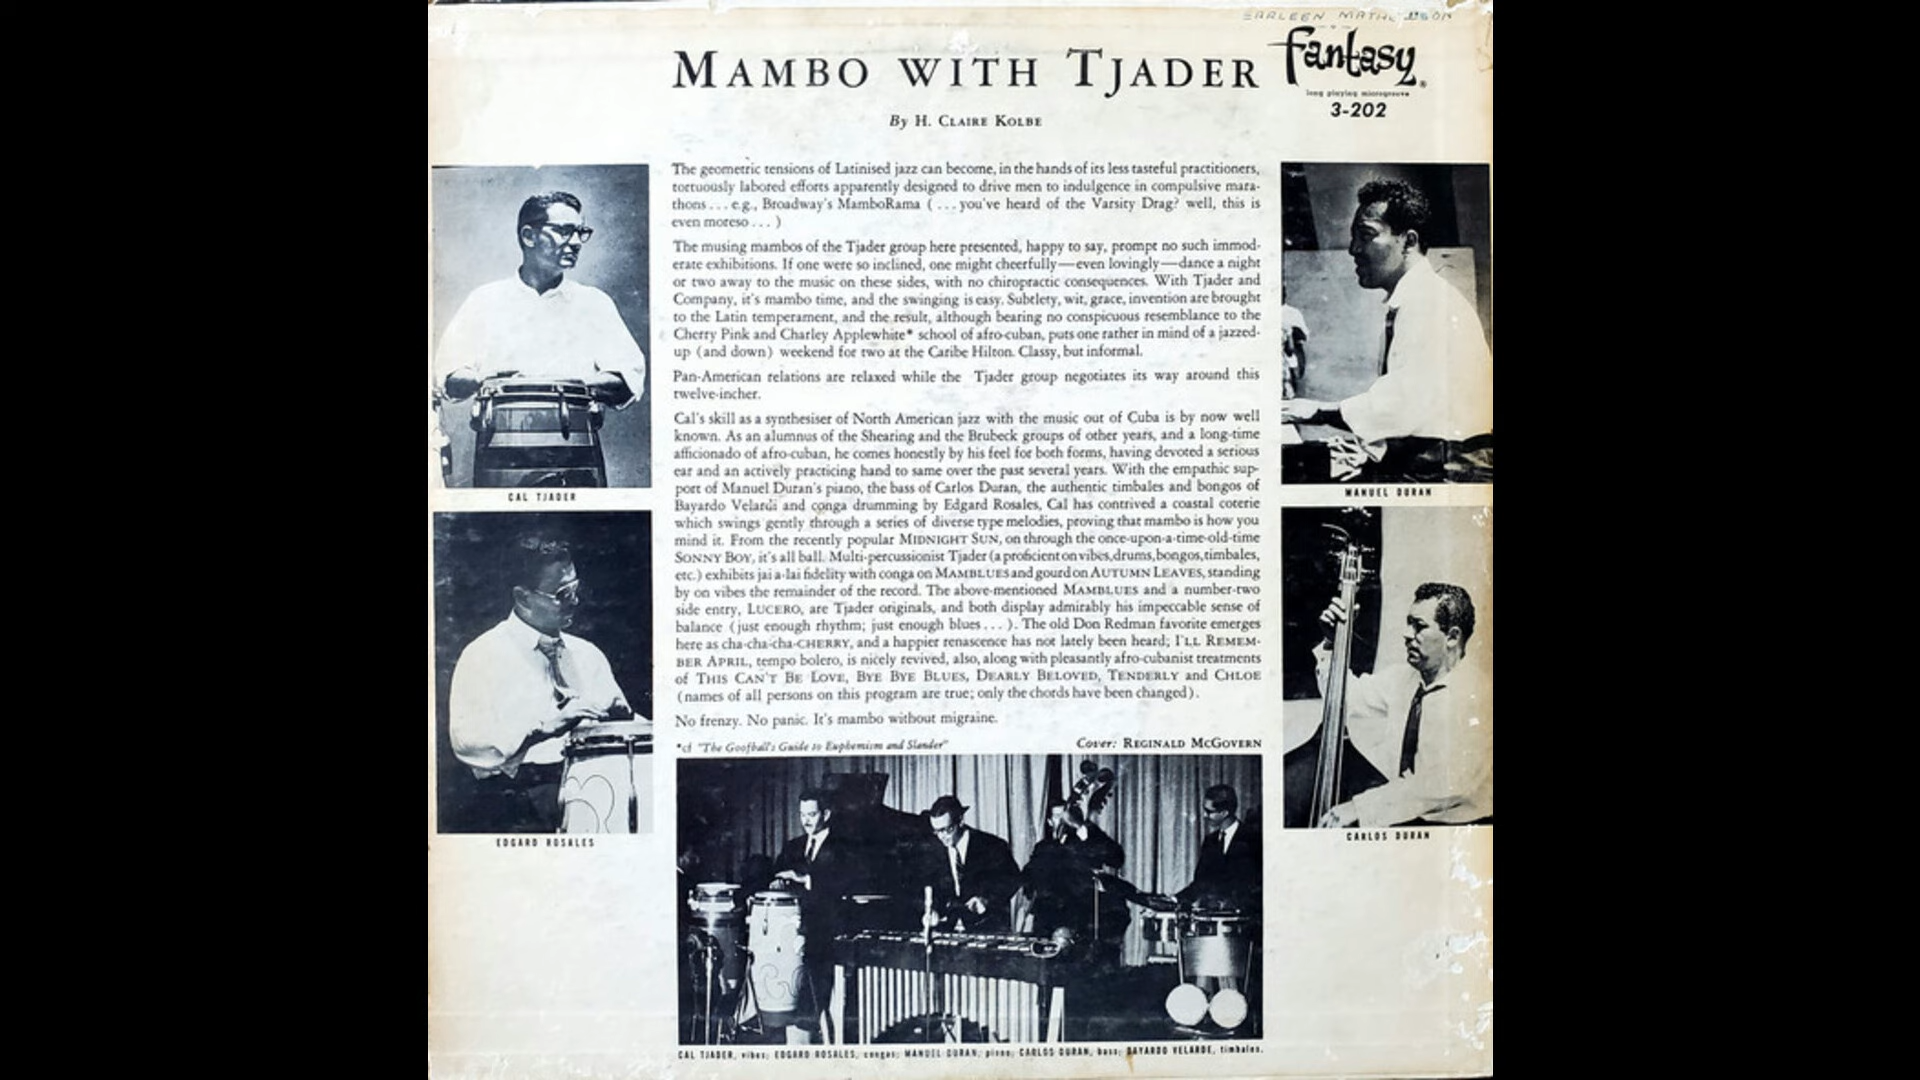 EARLEEN
MAMBO WITH TJADER
fantasy®
long playing microgroove
3-202
By H. CLAIRE KOLBE
The geometric tensions of Latinised jazz can become, in the hands of its less tasteful practitioners,
tortuously labored efforts apparently designed to drive men to indulgence in compulsive mara-
thons ... e.g., Broadway's MamboRama ( ... you've heard of the Varsity Drag? well, this is
even moreso ... )
The musing mambos of the Tjader group here presented, happy to say, prompt no such immod-
erate exhibitions. If one were so inclined, one might cheerfully—even lovingly—dance a night
or two away to the music on these sides, with no chiropractic consequences. With Tjader and
Company, it's mambo time, and the swinging is easy. Subtlety, wit, grace, invention are brought
to the Latin temperament, and the result, although bearing no conspicuous resemblance to the
Cherry Pink and Charley Applewhite* school of afro-cuban, puts one rather in mind of a jazzed-
up (and down) weekend for two at the Caribe Hilton. Classy, but informal.
Pan-American relations are relaxed while the Tjader group negotiates its way around this
twelve-incher.
Cal's skill as a synthesiser of North American jazz with the music out of Cuba is by now well
known. As an alumnus of the Shearing and the Brubeck groups of other years, and a long-time
afficionado of afro-cuban, he comes honestly by his feel for both forms, having devoted a serious
ear and an actively practicing hand to same over the past several years. With the empathic sup-
port of Manuel Duran's piano, the bass of Carlos Duran, the authentic timbales and bongos of
Bayardo Velardi and conga drumming by Edgard Rosales, Cal has contrived a coastal coterie
which swings gently through a series of diverse type melodies, proving that mambo is how you
mind it. From the recently popular MIDNIGHT SUN, on through the once-upon-a-time-old-time
SONNY BOY, it's all ball. Multi-percussionist Tjader (a proficient on vibes, drums, bongos, timbales,
etc.) exhibits jai a-lai fidelity with conga on MAMBLUES and gourd on AUTUMN LEAVES, standing
by on vibes the remainder of the record. The above-mentioned MAMBLUES and a number-two
side entry, LUCERO, are Tjader originals, and both display admirably his impeccable sense of
balance (just enough rhythm; just enough blues ... ). The old Don Redman favorite emerges
here as cha-cha-cha-CHERRY, and a happier renascence has not lately been heard; I'LL REMEM-
BER APRIL, tempo bolero, is nicely revived, also, along with pleasantly afro-cubanist treatments
of THIS CAN'T BE LOVE, BYE BYE BLUES, DEARLY BELOVED, TENDERLY and CHLOE
(names of all persons on this program are true; only the chords have been changed).
No frenzy. No panic. It's mambo without migraine.
*cf "The Goofball's Guide to Euphemism and Slander"
Cover: REGINALD MCGOVERN
CAL TJADER
MANUEL DURAN
EDGARD ROSALES
CARLOS DURAN
CAL TJADER, vibes; EDGARD ROSALES, congas; MANUEL DURAN, piano; CARLOS DURAN, bass; BAYARDO VELARDE, timbales.